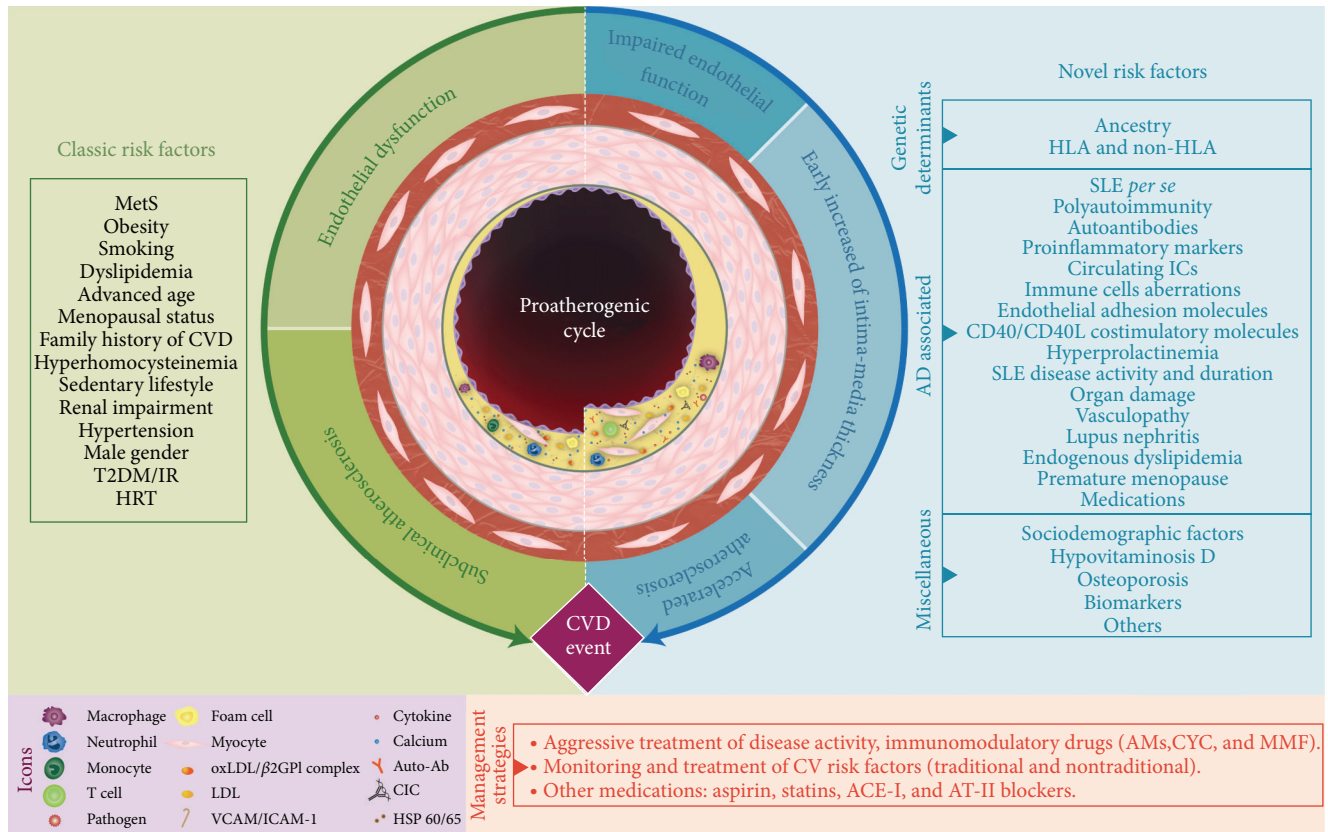 Classic risk factors
MetS
Obesity
Smoking
Dyslipidemia
Advanced age
Menopausal status
Family history of CVD
Hyperhomocysteinemia
Sedentary lifestyle
Renal impairment
Hypertension
Male gender
T2DM/IR
HRT
Endothelial dysfunction
Subclinical atherosclerosis
Impaired endothelial
function
Early increased of intima-media thickness
Accelerated
atherosclerosis
Proatherogenic
cycle
CVD
event
Novel risk factors
Genetic
determinants
Ancestry
HLA and non-HLA
AD associated
SLE per se
Polyautoimmunity
Autoantibodies
Proinflammatory markers
Circulating ICs
Immune cells aberrations
Endothelial adhesion molecules
CD40/CD40L costimulatory molecules
Hyperprolactinemia
SLE disease activity and duration
Organ damage
Vasculopathy
Lupus nephritis
Endogenous dyslipidemia
Premature menopause
Medications
Miscellaneous
Sociodemographic factors
Hypovitaminosis D
Osteoporosis
Biomarkers
Others
Icons
Macrophage
Neutrophil
Monocyte
T cell
Pathogen
Foam cell
Myocyte
oxLDL/β2GPl complex
LDL
VCAM/ICAM-1
Cytokine
Calcium
Auto-Ab
CIC
HSP 60/65
Management
strategies
• Aggressive treatment of disease activity, immunomodulatory drugs (AMs,CYC, and MMF).
• Monitoring and treatment of CV risk factors (traditional and nontraditional).
• Other medications: aspirin, statins, ACE-I, and AT-II blockers.